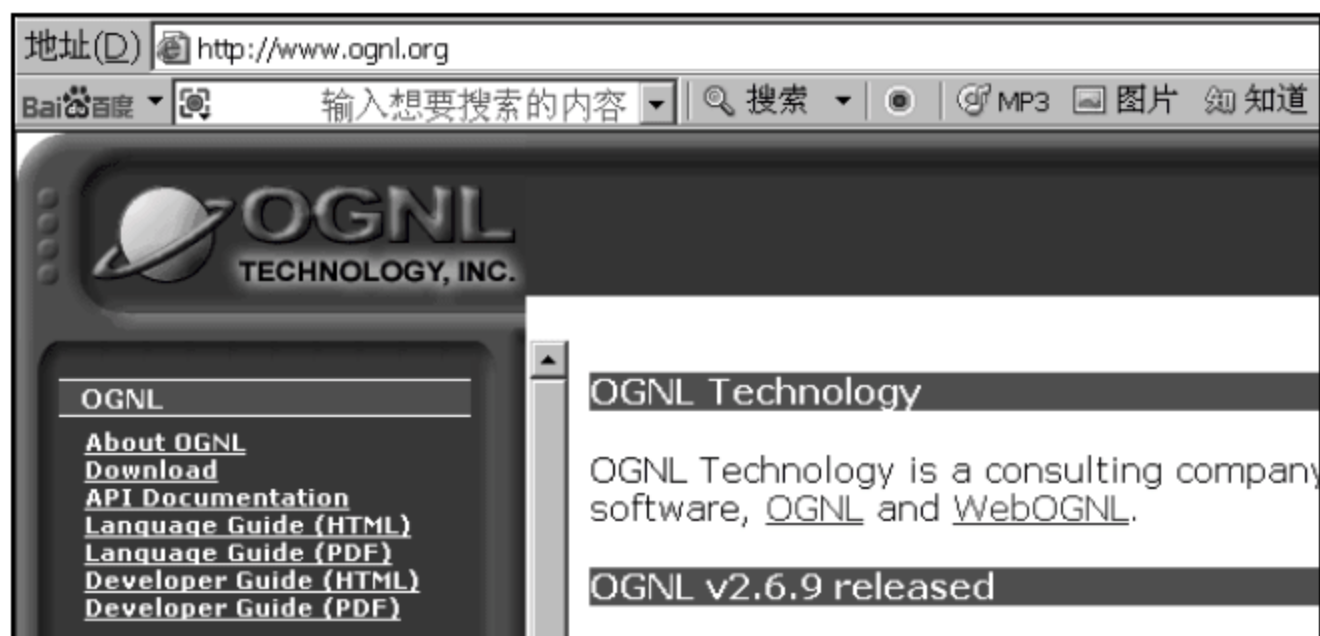 地址(D) http://www.ognl.org
Bai百度 输入想要搜索的内容 搜索 MP3 图片 知 知道
OGNL
TECHNOLOGY, INC.
OGNL
About OGNL
Download
API Documentation
Language Guide (HTML)
Language Guide (PDF)
Developer Guide (HTML)
Developer Guide (PDF)
OGNL Technology
OGNL Technology is a consulting company
software, OGNL and WebOGNL.
OGNL v2.6.9 released